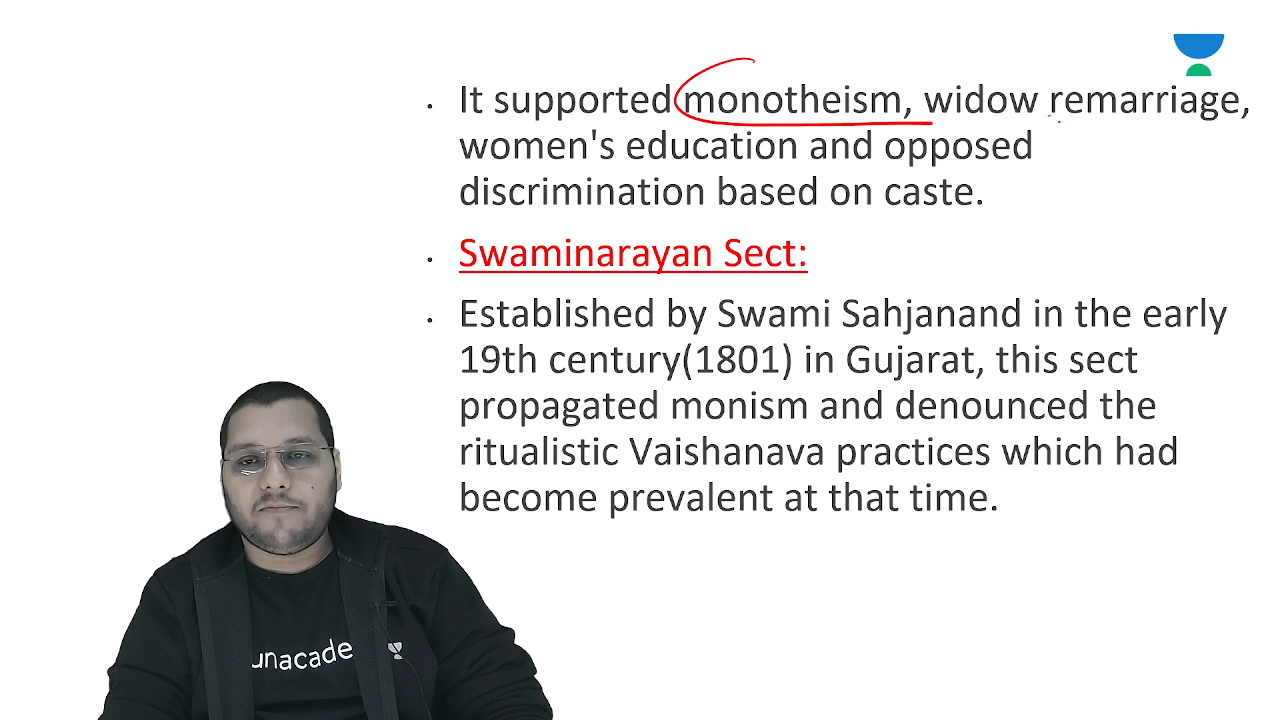 • It supported monotheism, widow remarriage,
women's education and opposed
discrimination based on caste.
• Swaminarayan Sect:
• Established by Swami Sahjanand in the early
19th century(1801) in Gujarat, this sect
propagated monism and denounced the
ritualistic Vaishanava practices which had
become prevalent at that time.
unacade